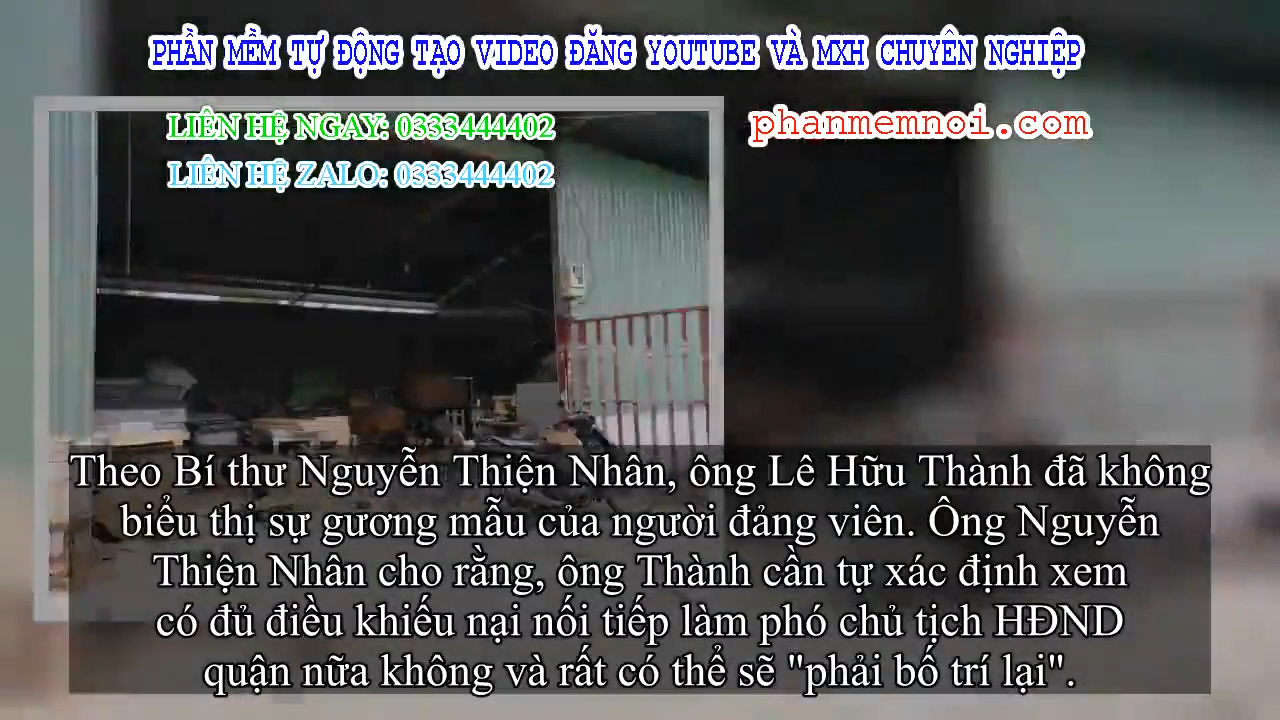 PHẦN MỀM TỰ ĐỘNG TẠO VIDEO ĐĂNG YOUTUBE VÀ MXH CHUYÊN NGHIỆP
LIÊN HỆ NGAY: 0333444402
phanmemnoi.com
LIÊN HỆ ZALO: 0333444402
Theo Bí thư Nguyễn Thiện Nhân, ông Lê Hữu Thành đã không
biểu thị sự gương mẫu của người đảng viên. Ông Nguyễn
Thiện Nhân cho rằng, ông Thành cần tự xác định xem
có đủ điều khiếu nại nối tiếp làm phó chủ tịch HĐND
quận nữa không và rất có thể sẽ "phải bố trí lại".